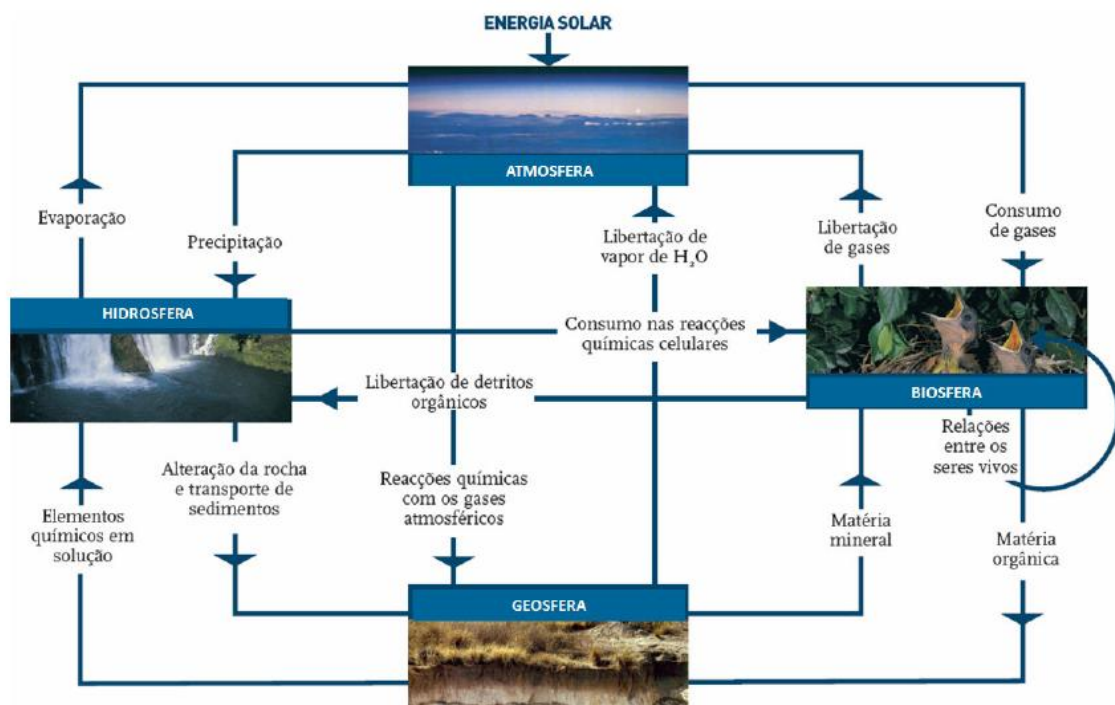 ENERGIA SOLAR
ATMOSFERA
Evaporação
Precipitação
Libertação de
vapor de H₂O
Libertação
de gases
Consumo
de gases
HIDROSFERA
Consumo nas reacções
químicas celulares
Libertação de detritos
orgânicos
BIOSFERA
Relações
entre os
seres vivos
Alteração da rocha
e transporte de
sedimentos
Reacções químicas
com os gases
atmosféricos
Elementos
químicos em
solução
Matéria
mineral
Matéria
orgânica
GEOSFERA